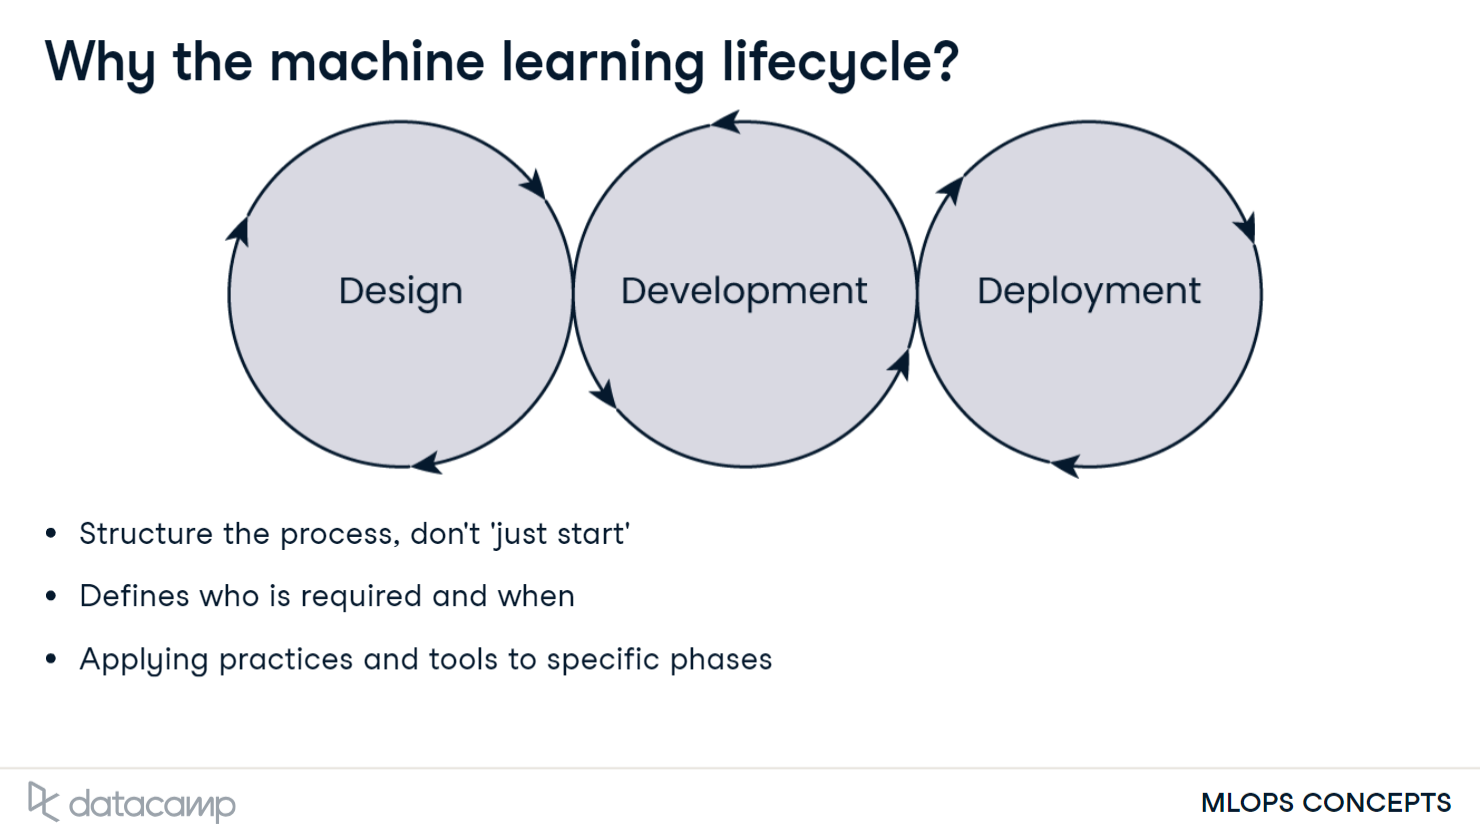 Why the machine learning lifecycle?
Design
Development
Deployment
• Structure the process, don't 'just start'
• Defines who is required and when
• Applying practices and tools to specific phases
datacamp
MLOPS CONCEPTS